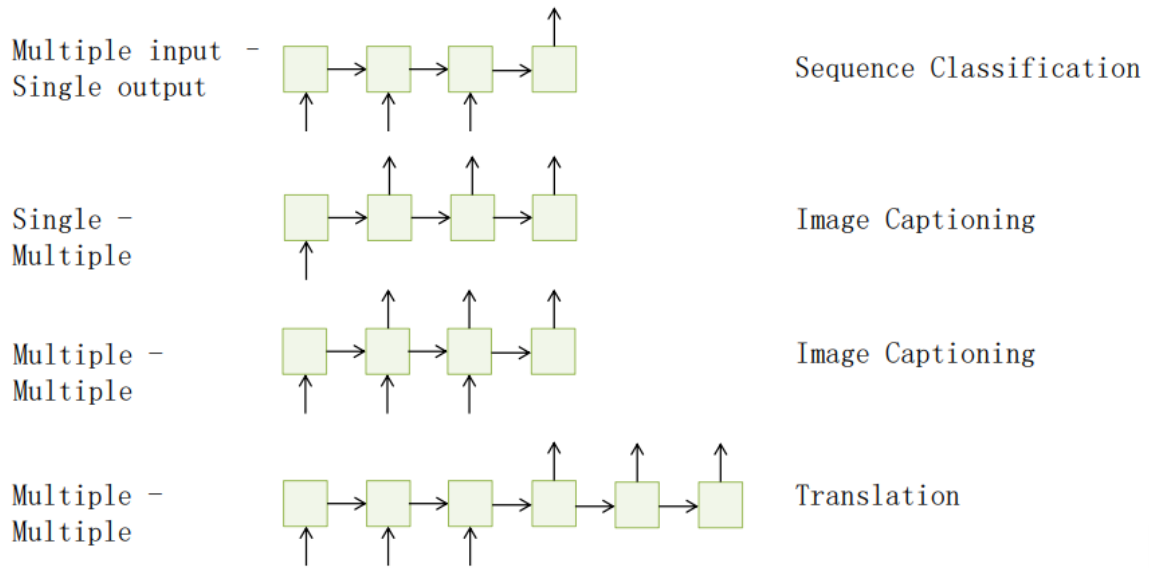 Multiple input -
Single output
Sequence Classification
Single -
Multiple
Image Captioning
Multiple -
Multiple
Image Captioning
Multiple -
Multiple
Translation